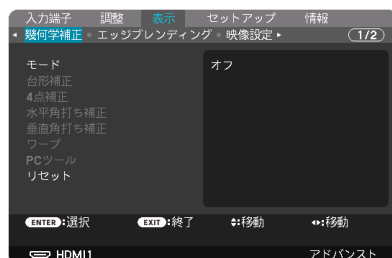 入力端子 調整 表示 セットアップ 情報
◂ 幾何学補正 • エッジブレンディング • 映像設定 ▸ 1/2
モード オフ
台形補正
4点補正
水平角打ち補正
垂直角打ち補正
ワープ
PCツール
リセット
ENTER:選択 EXIT:終了 ♦:移動 ◂▸:移動
HDMI1 アドバンスト